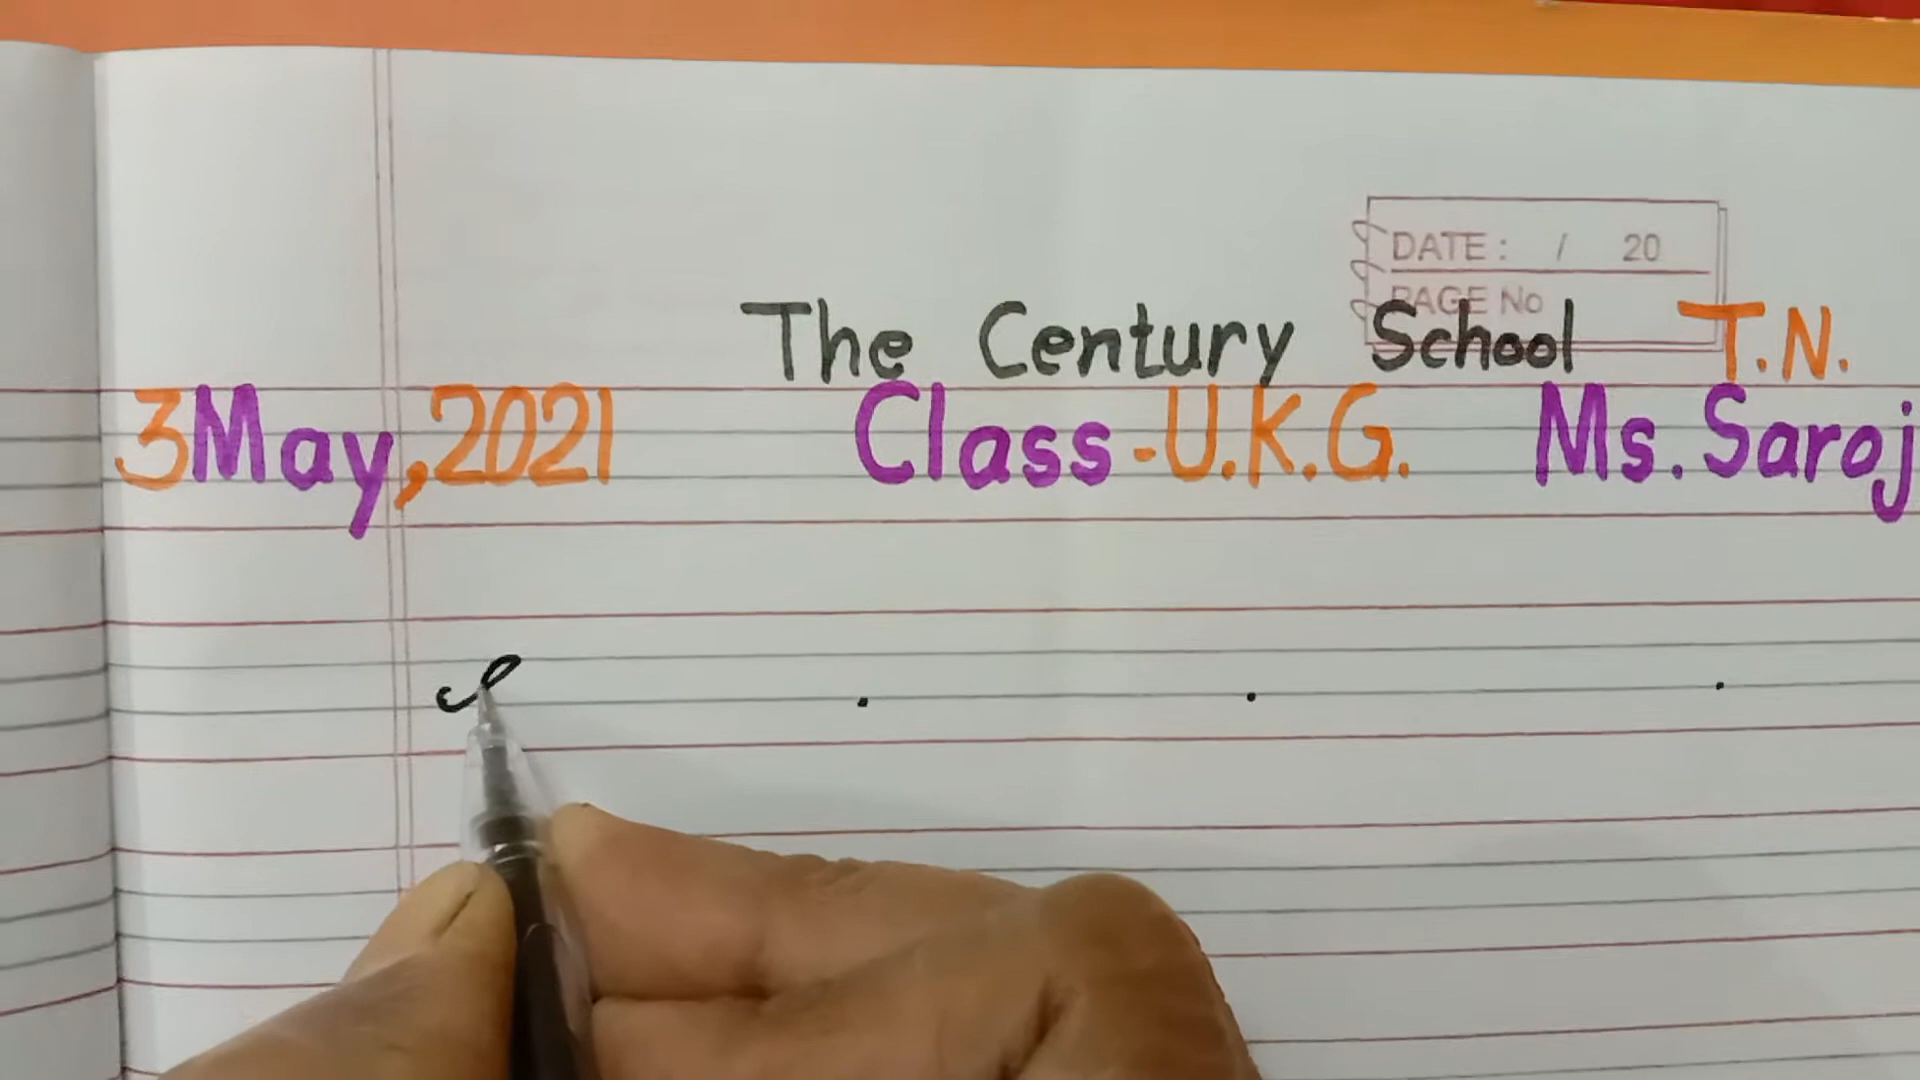 DATE : / 20
PAGE No
The Century School T.N.
3May,2021 Class-U.K.G. Ms. Saroj